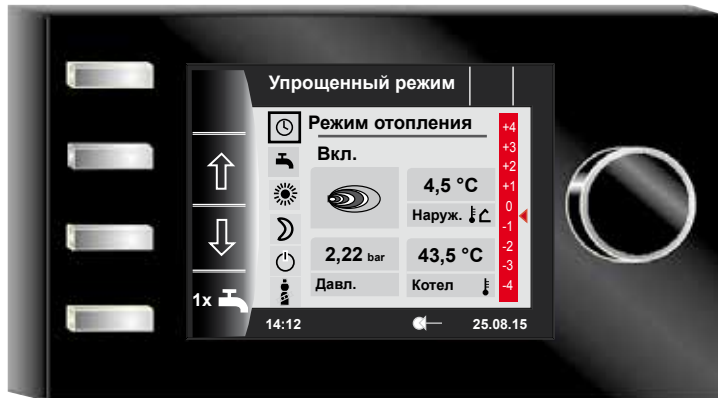 Упрощенный режим
Режим отопления
Вкл.
4,5 °C
Наруж.
2,22 bar
43,5 °C
Давл.
Котел
+4
+3
+2
+1
0
-1
-2
-3
-4
1x
14:12
25.08.15